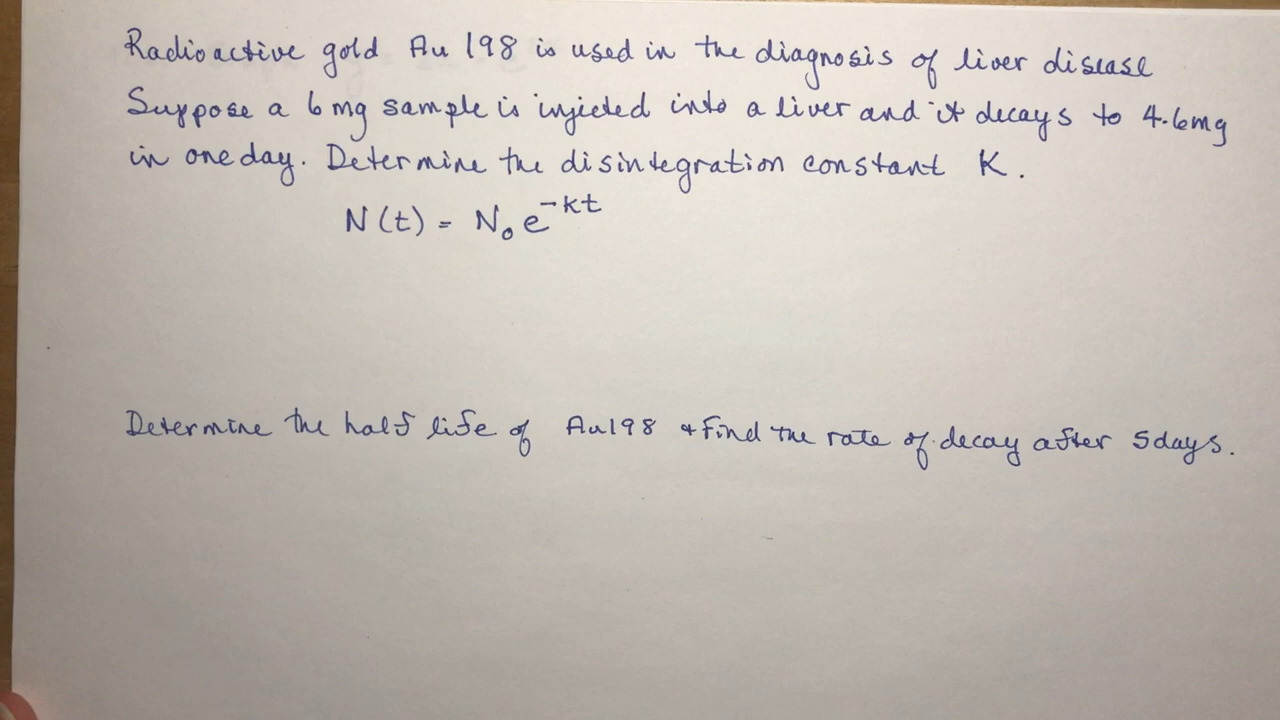 Radioactive gold Au 198 is used in the diagnosis of liver disease
Suppose a 6 mg sample is injected into a liver and it decays to 4.6mg
in one day. Determine the disintegration constant K.
N(t) = N₀ e^-kt
Determine the half life of Au198 + Find the rate of decay after 5days.